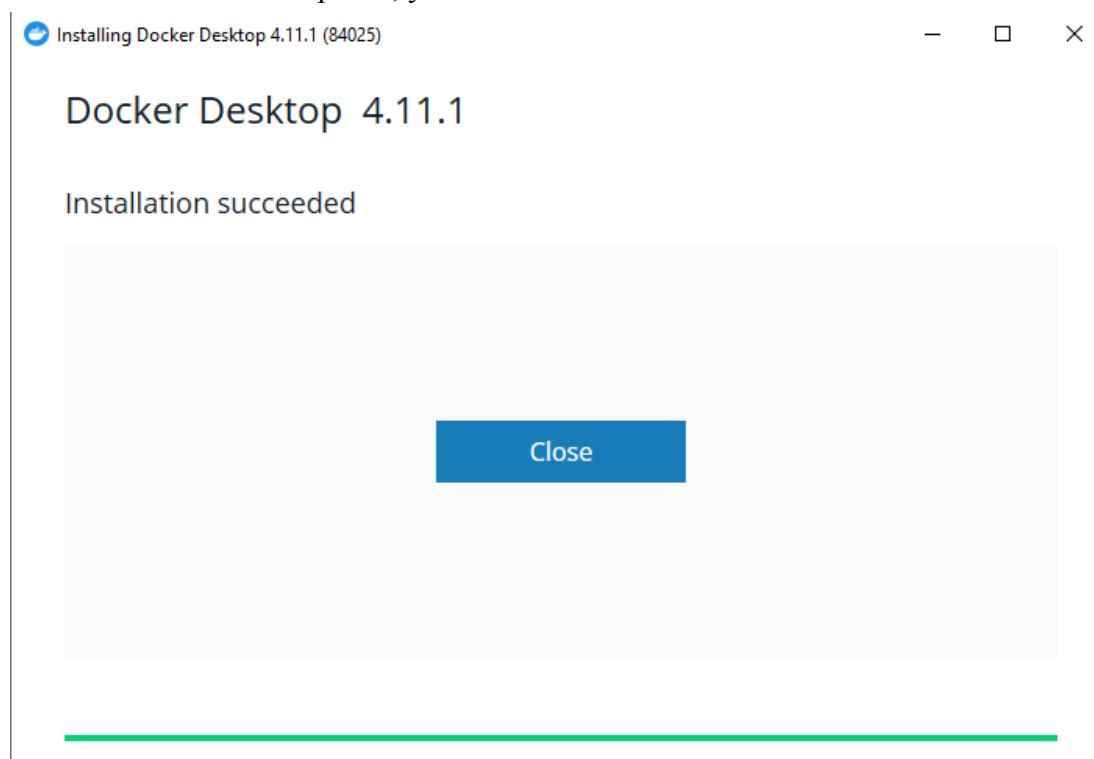 Installing Docker Desktop 4.11.1 (84025)
Docker Desktop 4.11.1
Installation succeeded
Close